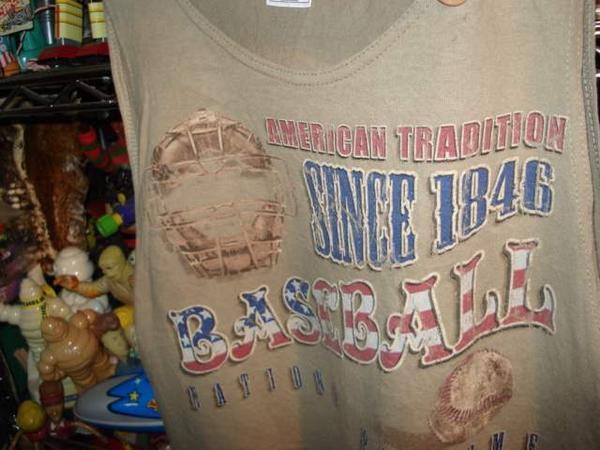 AMERICAN TRADITION
SINCE 1846
BASEBALL